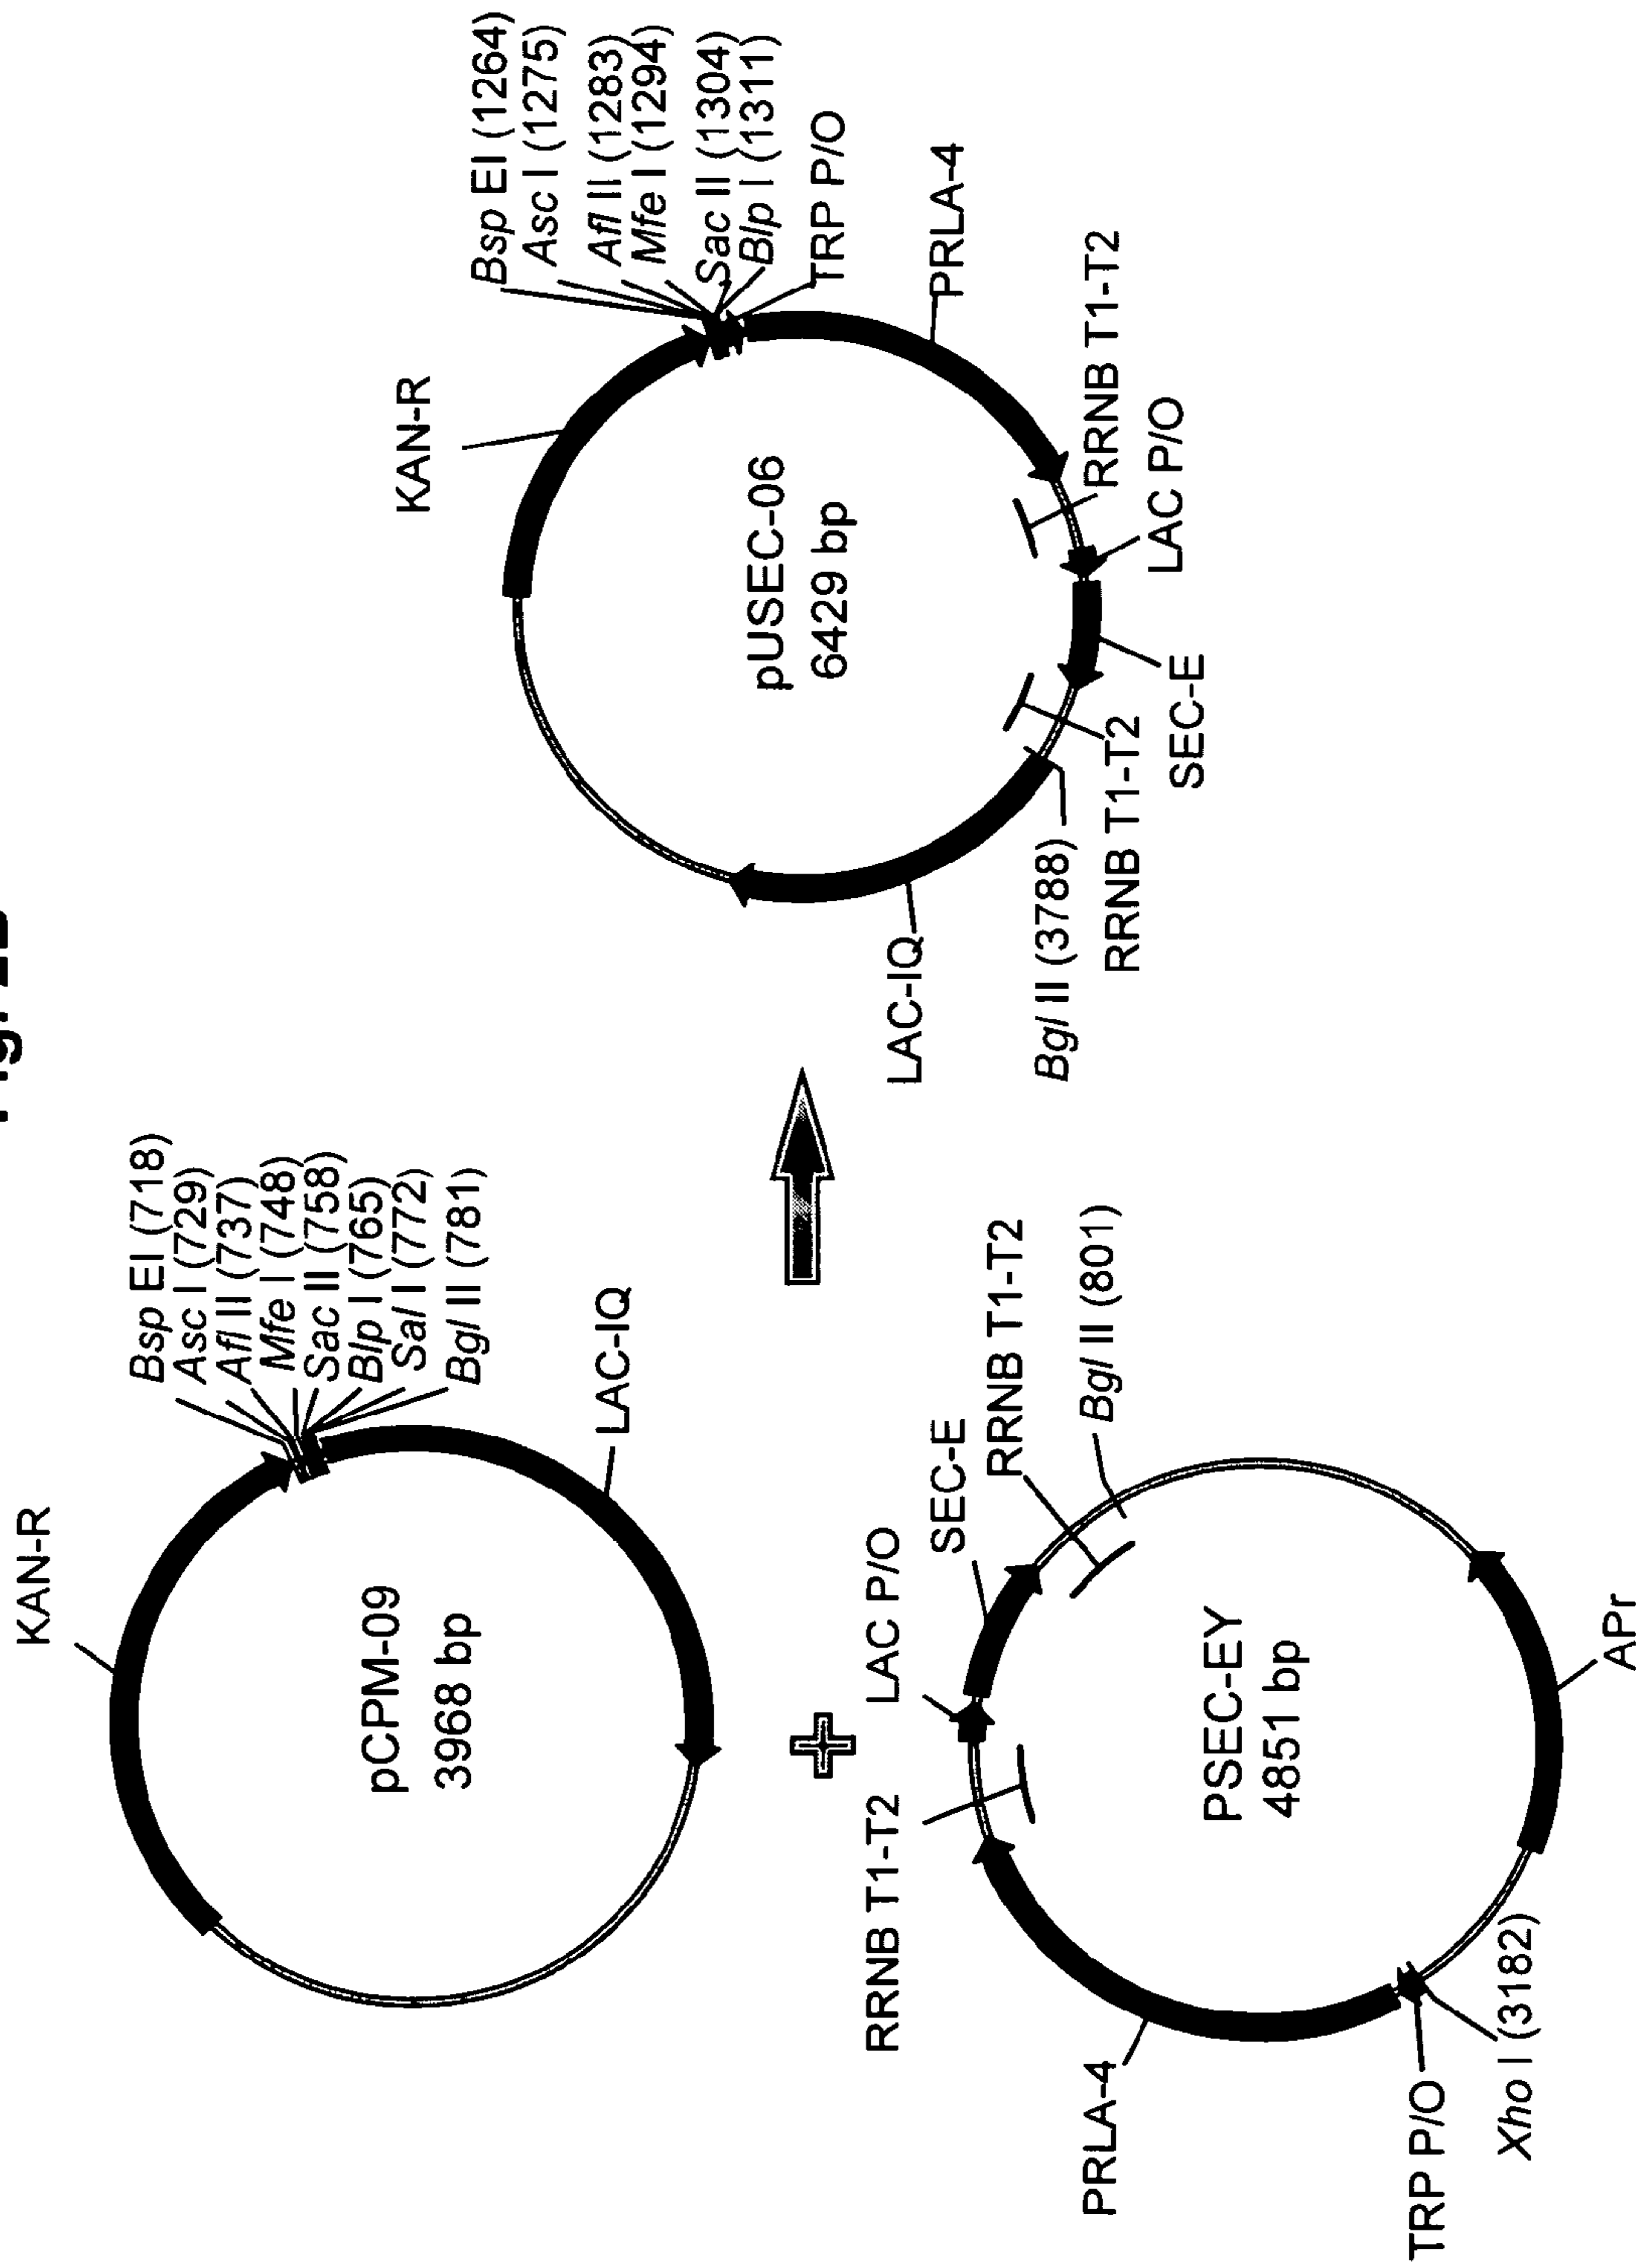 KAN-R
Bsp EI (718)
Asc I (729)
Afl II (737)
Mfe I (748)
Sac II (758)
Blp I (765)
Sal I (772)
Bgl II (781)
LAC-IQ
pCPM-09
3968 bp
RRNB T1-T2
LAC P/O
SEC-E
RRNB T1-T2
Bgl II (801)
PSEC-EY
4851 bp
PRLA-4
TRP P/O
Xho I (3182)
APr
KAN-R
Bsp EI (1264)
Asc I (1275)
Afl II (1283)
Mfe I (1294)
Sac II (1304)
Blp I (1311)
TRP P/O
PRLA-4
pUSEC-06
6429 bp
RRNB T1-T2
LAC P/O
SEC-E
RRNB T1-T2
Bgl II (3788)
LAC-IQ